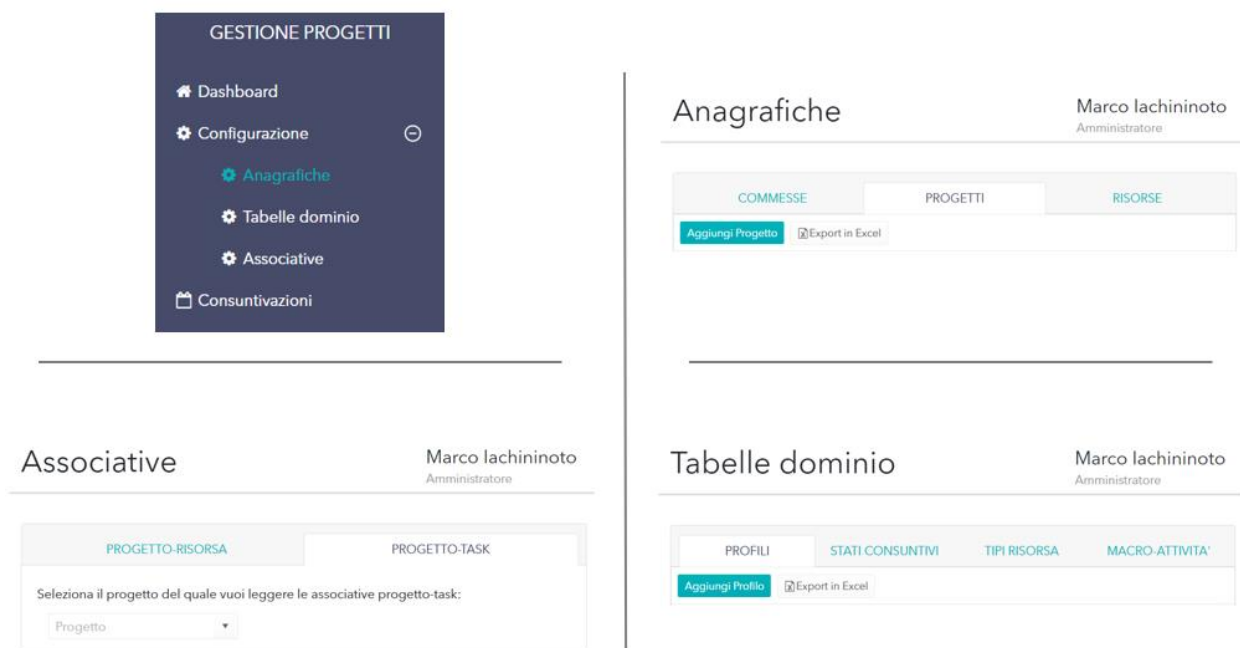 GESTIONE PROGETTI
Dashboard
Configurazione
Anagrafiche
Tabelle dominio
Associative
Consuntivazioni
Anagrafiche
Marco Iachininoto
Amministratore
COMMESSE PROGETTI RISORSE
Aggiungi Progetto Export in Excel
Associative
Marco Iachininoto
Amministratore
PROGETTO-RISORSA PROGETTO-TASK
Seleziona il progetto del quale vuoi leggere le associative progetto-task:
Progetto
Tabelle dominio
Marco Iachininoto
Amministratore
PROFILI STATI CONSUNTIVI TIPI RISORSA MACRO-ATTIVITA'
Aggiungi Profilo Export in Excel